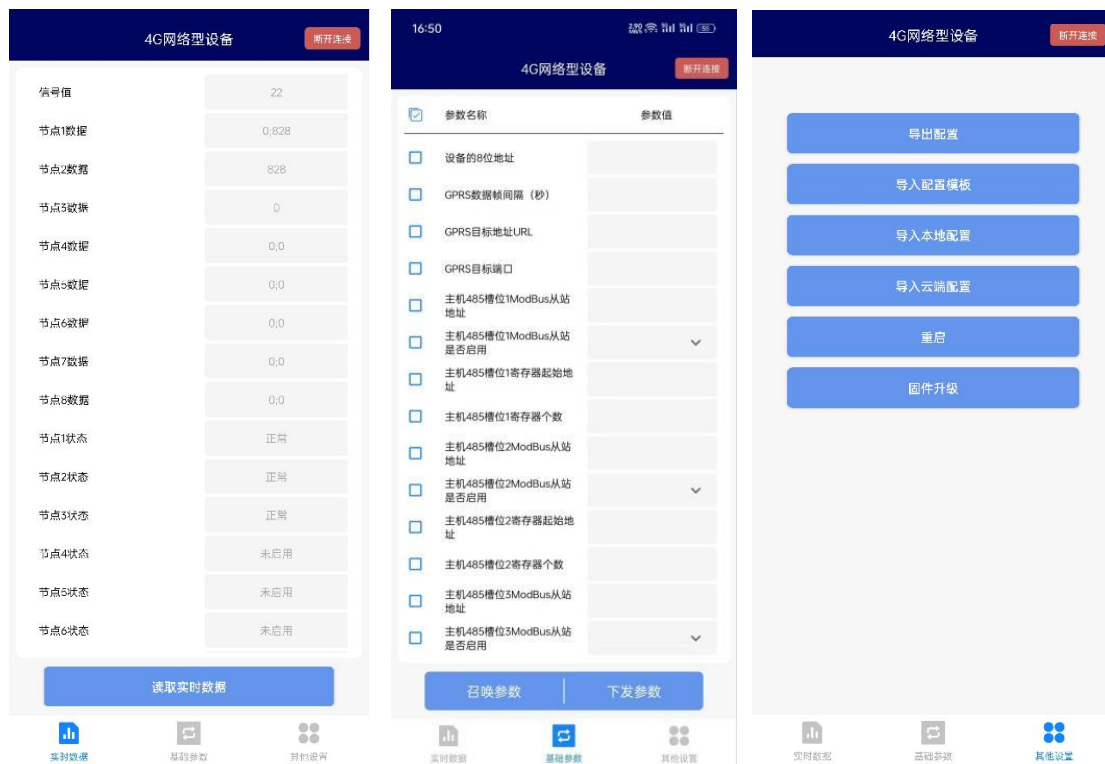 4G网络型设备
断开连接
信号值 22
节点1数据 0;828
节点2数据 828
节点3数据 0
节点4数据 0;0
节点5数据 0;0
节点6数据 0;0
节点7数据 0;0
节点8数据 0;0
节点1状态 正常
节点2状态 正常
节点3状态 正常
节点4状态 未启用
节点5状态 未启用
节点6状态 未启用
读取实时数据
实时数据 基础参数 其他设置
16:50
4G网络型设备
断开连接
参数名称 参数值
设备的8位地址
GPRS数据帧间隔（秒）
GPRS目标地址URL
GPRS目标端口
主机485槽位1ModBus从站
地址
主机485槽位1ModBus从站
是否启用
主机485槽位1寄存器起始地
址
主机485槽位1寄存器个数
主机485槽位2ModBus从站
地址
主机485槽位2ModBus从站
是否启用
主机485槽位2寄存器起始地
址
主机485槽位2寄存器个数
主机485槽位3ModBus从站
地址
主机485槽位3ModBus从站
是否启用
召唤参数 下发参数
实时数据 基础参数 其他设置
4G网络型设备
断开连接
导出配置
导入配置模板
导入本地配置
导入云端配置
重启
固件升级
实时数据 基础参数 其他设置